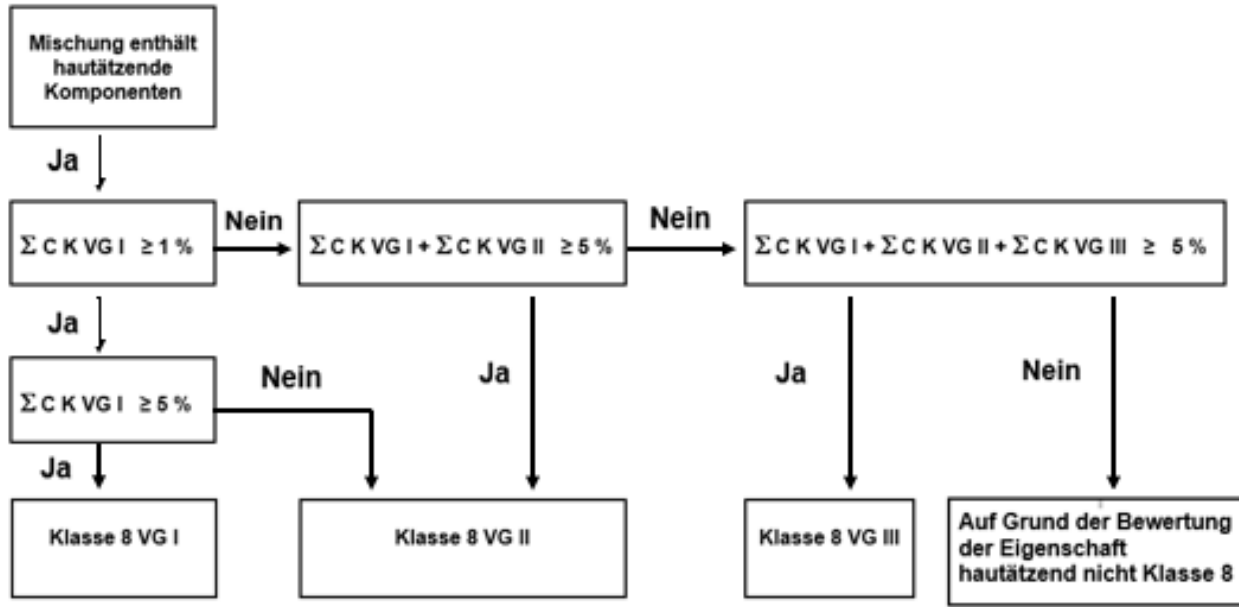 Mischung enthält
hautätzende
Komponenten
Ja
Σ C K VG I ≥ 1 %
Nein
Σ C K VG I + Σ C K VG II ≥ 5 %
Nein
Σ C K VG I + Σ C K VG II + Σ C K VG III ≥ 5 %
Ja
Σ C K VG I ≥ 5 %
Nein
Ja
Ja
Nein
Ja
Klasse 8 VG I
Klasse 8 VG II
Klasse 8 VG III
Auf Grund der Bewertung
der Eigenschaft
hautätzend nicht Klasse 8